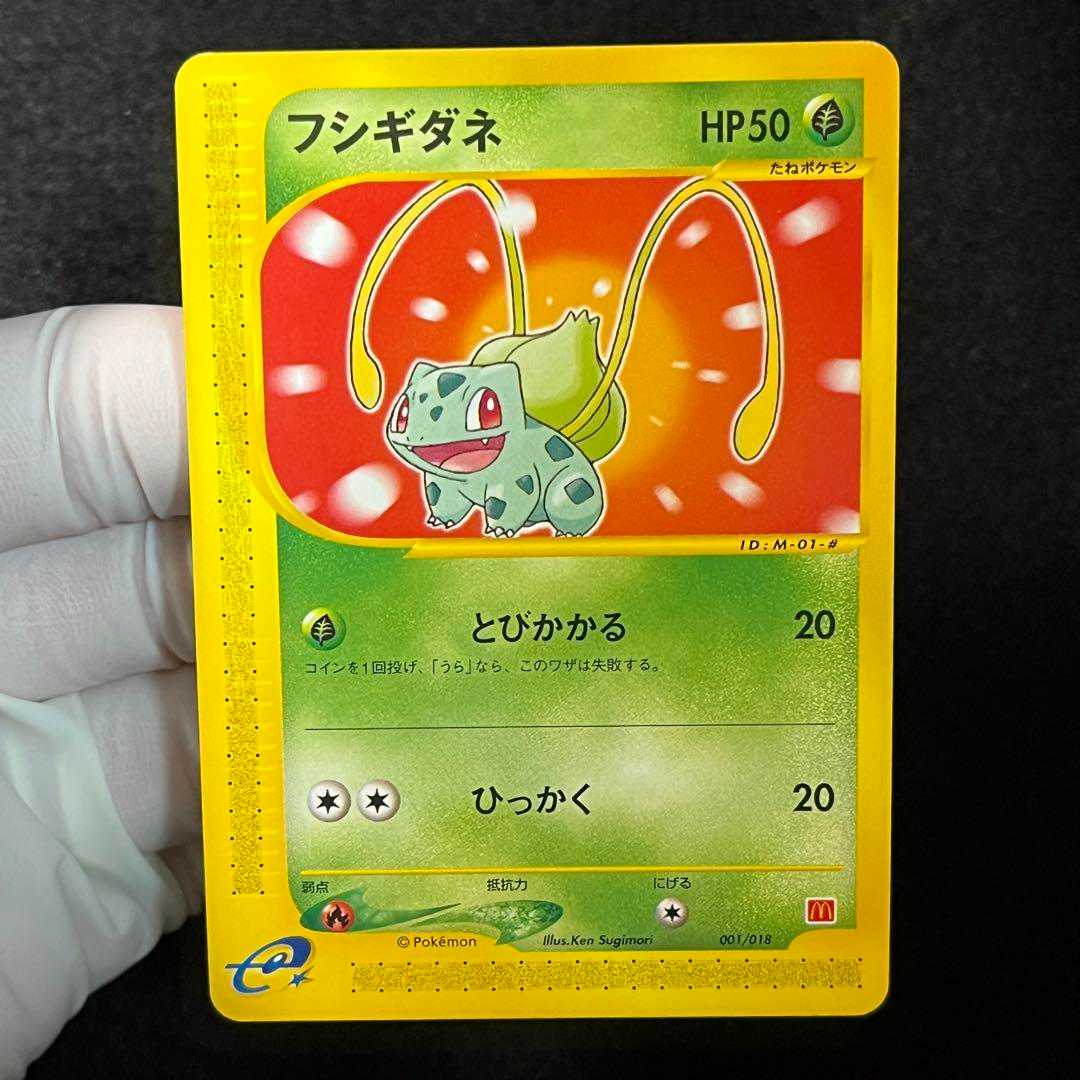 フシギダネ HP50
たねポケモン
ID:M-01-#
とびかかる 20
コインを1回投げ、「うら」なら、このワザは失敗する。
ひっかく 20
弱点 抵抗力 にげる
© Pokémon Illus.Ken Sugimori 001/018
e